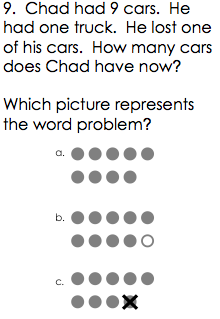 9.  Chad had 9 cars.  He
had one truck.  He lost one
of his cars.  How many cars
does Chad have now?
Which picture represents
the word problem?
a.
b.
c.